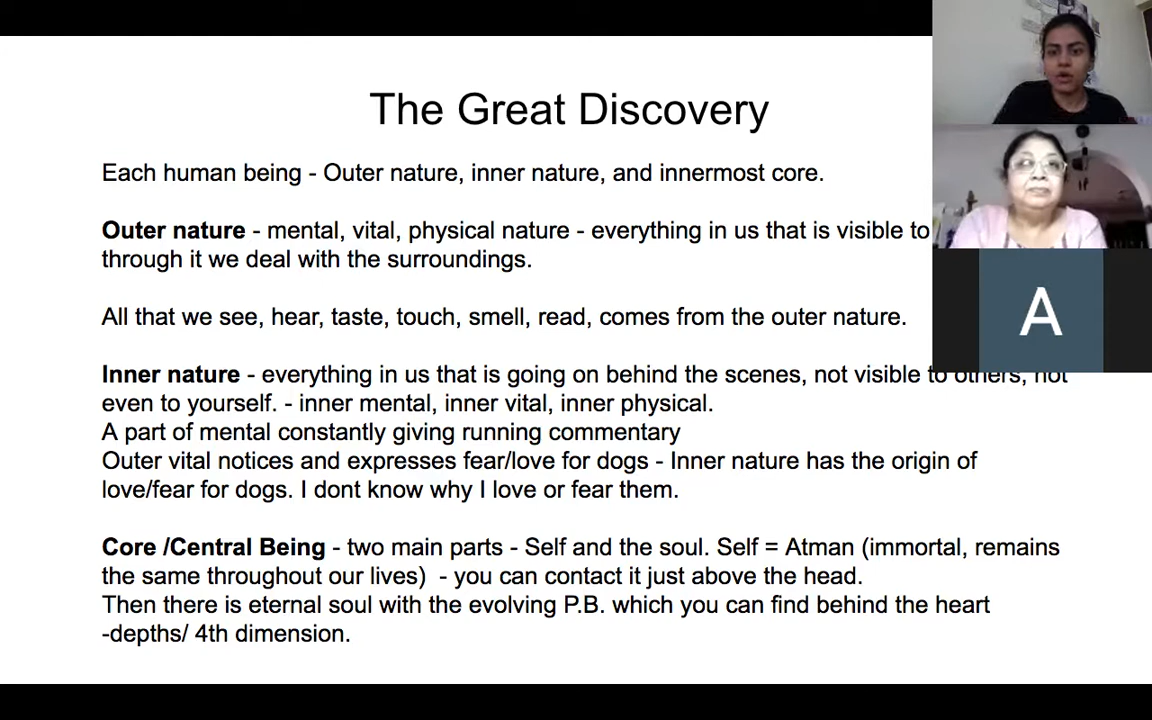 The Great Discovery
Each human being - Outer nature, inner nature, and innermost core.
Outer nature - mental, vital, physical nature - everything in us that is visible to
through it we deal with the surroundings.
All that we see, hear, taste, touch, smell, read, comes from the outer nature.
Inner nature - everything in us that is going on behind the scenes, not visible to others, not
even to yourself. - inner mental, inner vital, inner physical.
A part of mental constantly giving running commentary
Outer vital notices and expresses fear/love for dogs - Inner nature has the origin of
love/fear for dogs. I dont know why I love or fear them.
Core /Central Being - two main parts - Self and the soul. Self = Atman (immortal, remains
the same throughout our lives)  - you can contact it just above the head.
Then there is eternal soul with the evolving P.B. which you can find behind the heart
-depths/ 4th dimension.
A